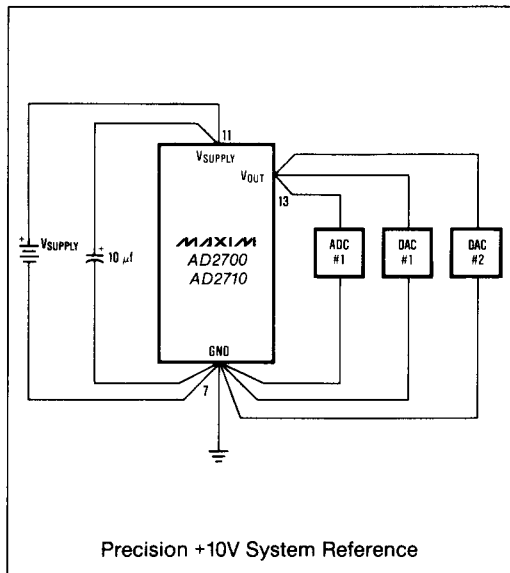 11
VSUPPLY
VOUT
13
+
VSUPPLY
+
10 µf
MAXIM
AD2700
AD2710
ADC
#1
DAC
#1
DAC
#2
GND
7
Precision +10V System Reference